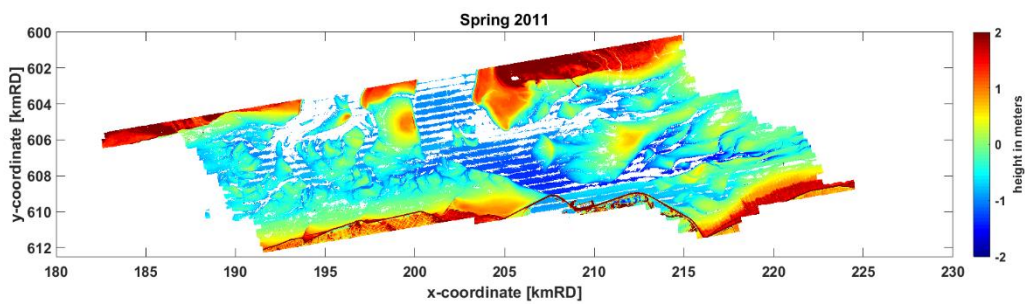 Spring 2011
600
602
604
606
608
610
612
y-coordinate [kmRD]
180 185 190 195 200 205 210 215 220 225 230
x-coordinate [kmRD]
2
1
0
-1
-2
height in meters